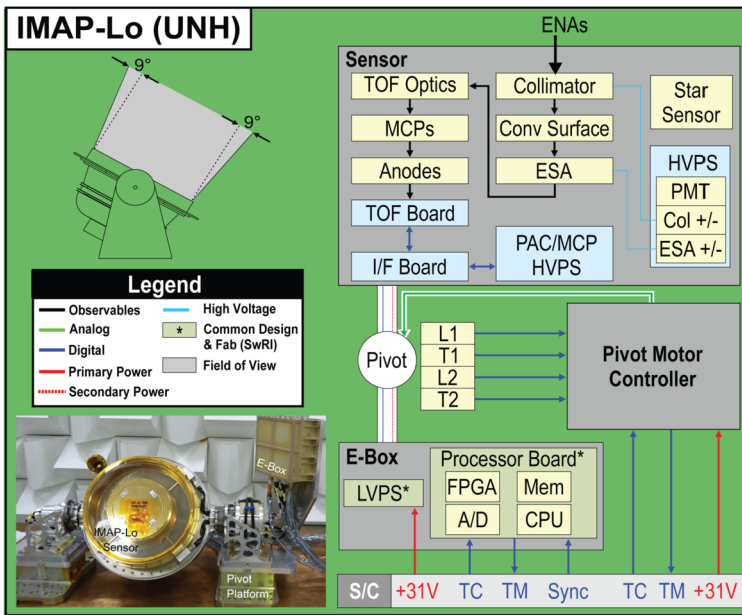 IMAP-Lo (UNH)
9°
9°
ENAs
Sensor
TOF Optics
Collimator
Star
Sensor
MCPs
Conv Surface
Anodes
ESA
HVPS
PMT
Col +/-
ESA +/-
TOF Board
I/F Board
PAC/MCP
HVPS
Legend
Observables
Analog
Digital
Primary Power
Secondary Power
High Voltage
* Common Design
& Fab (SwRI)
Field of View
Pivot
L1
T1
L2
T2
Pivot Motor
Controller
E-Box
IMAP-Lo
Sensor
Pivot
Platform
E-Box
LVPS*
Processor Board*
FPGA
Mem
A/D
CPU
S/C +31V TC TM Sync TC TM +31V